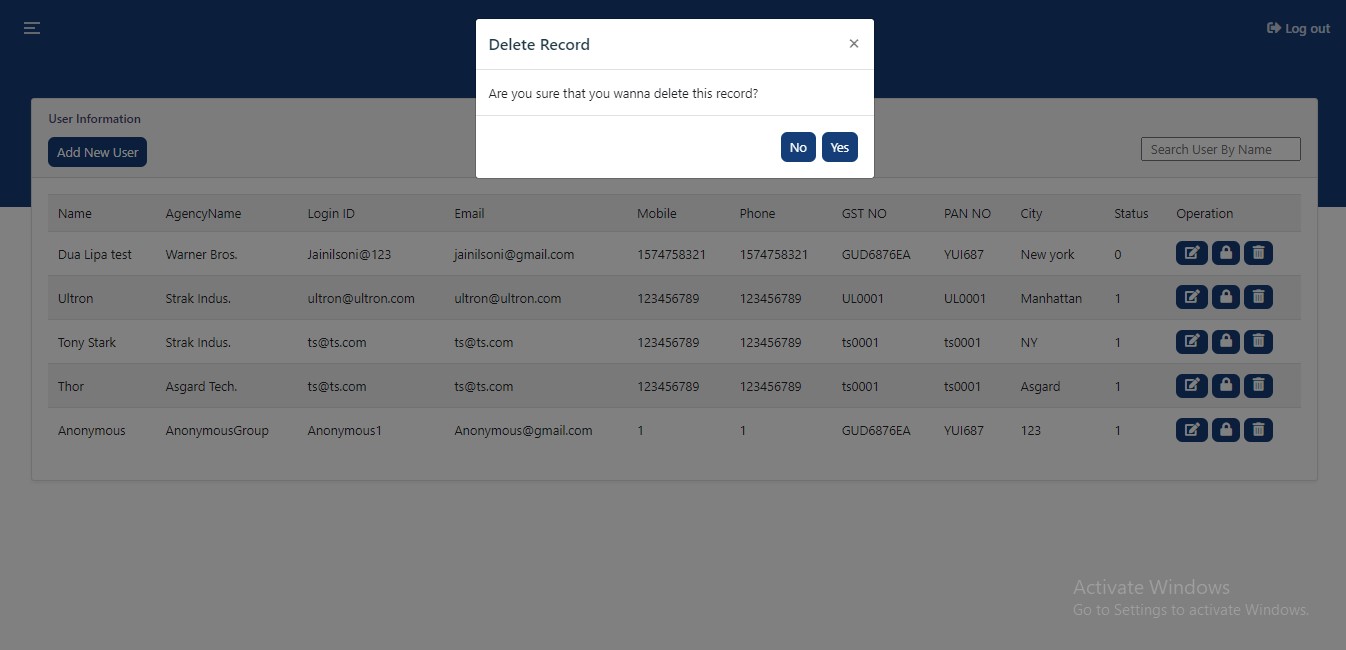 Delete Record ×
Log out
Are you sure that you wanna delete this record?
No Yes
User Information
Add New User
Search User By Name
Name AgencyName Login ID Email Mobile Phone GST NO PAN NO City Status Operation
Dua Lipa test Warner Bros. Jainilsoni@123 jainilsoni@gmail.com 1574758321 1574758321 GUD6876EA YUI687 New york 0
Ultron Strak Indus. ultron@ultron.com ultron@ultron.com 123456789 123456789 UL0001 UL0001 Manhattan 1
Tony Stark Strak Indus. ts@ts.com ts@ts.com 123456789 123456789 ts0001 ts0001 NY 1
Thor Asgard Tech. ts@ts.com ts@ts.com 123456789 123456789 ts0001 ts0001 Asgard 1
Anonymous AnonymousGroup Anonymous1 Anonymous@gmail.com 1 1 GUD6876EA YUI687 123 1
Activate Windows
Go to Settings to activate Windows.